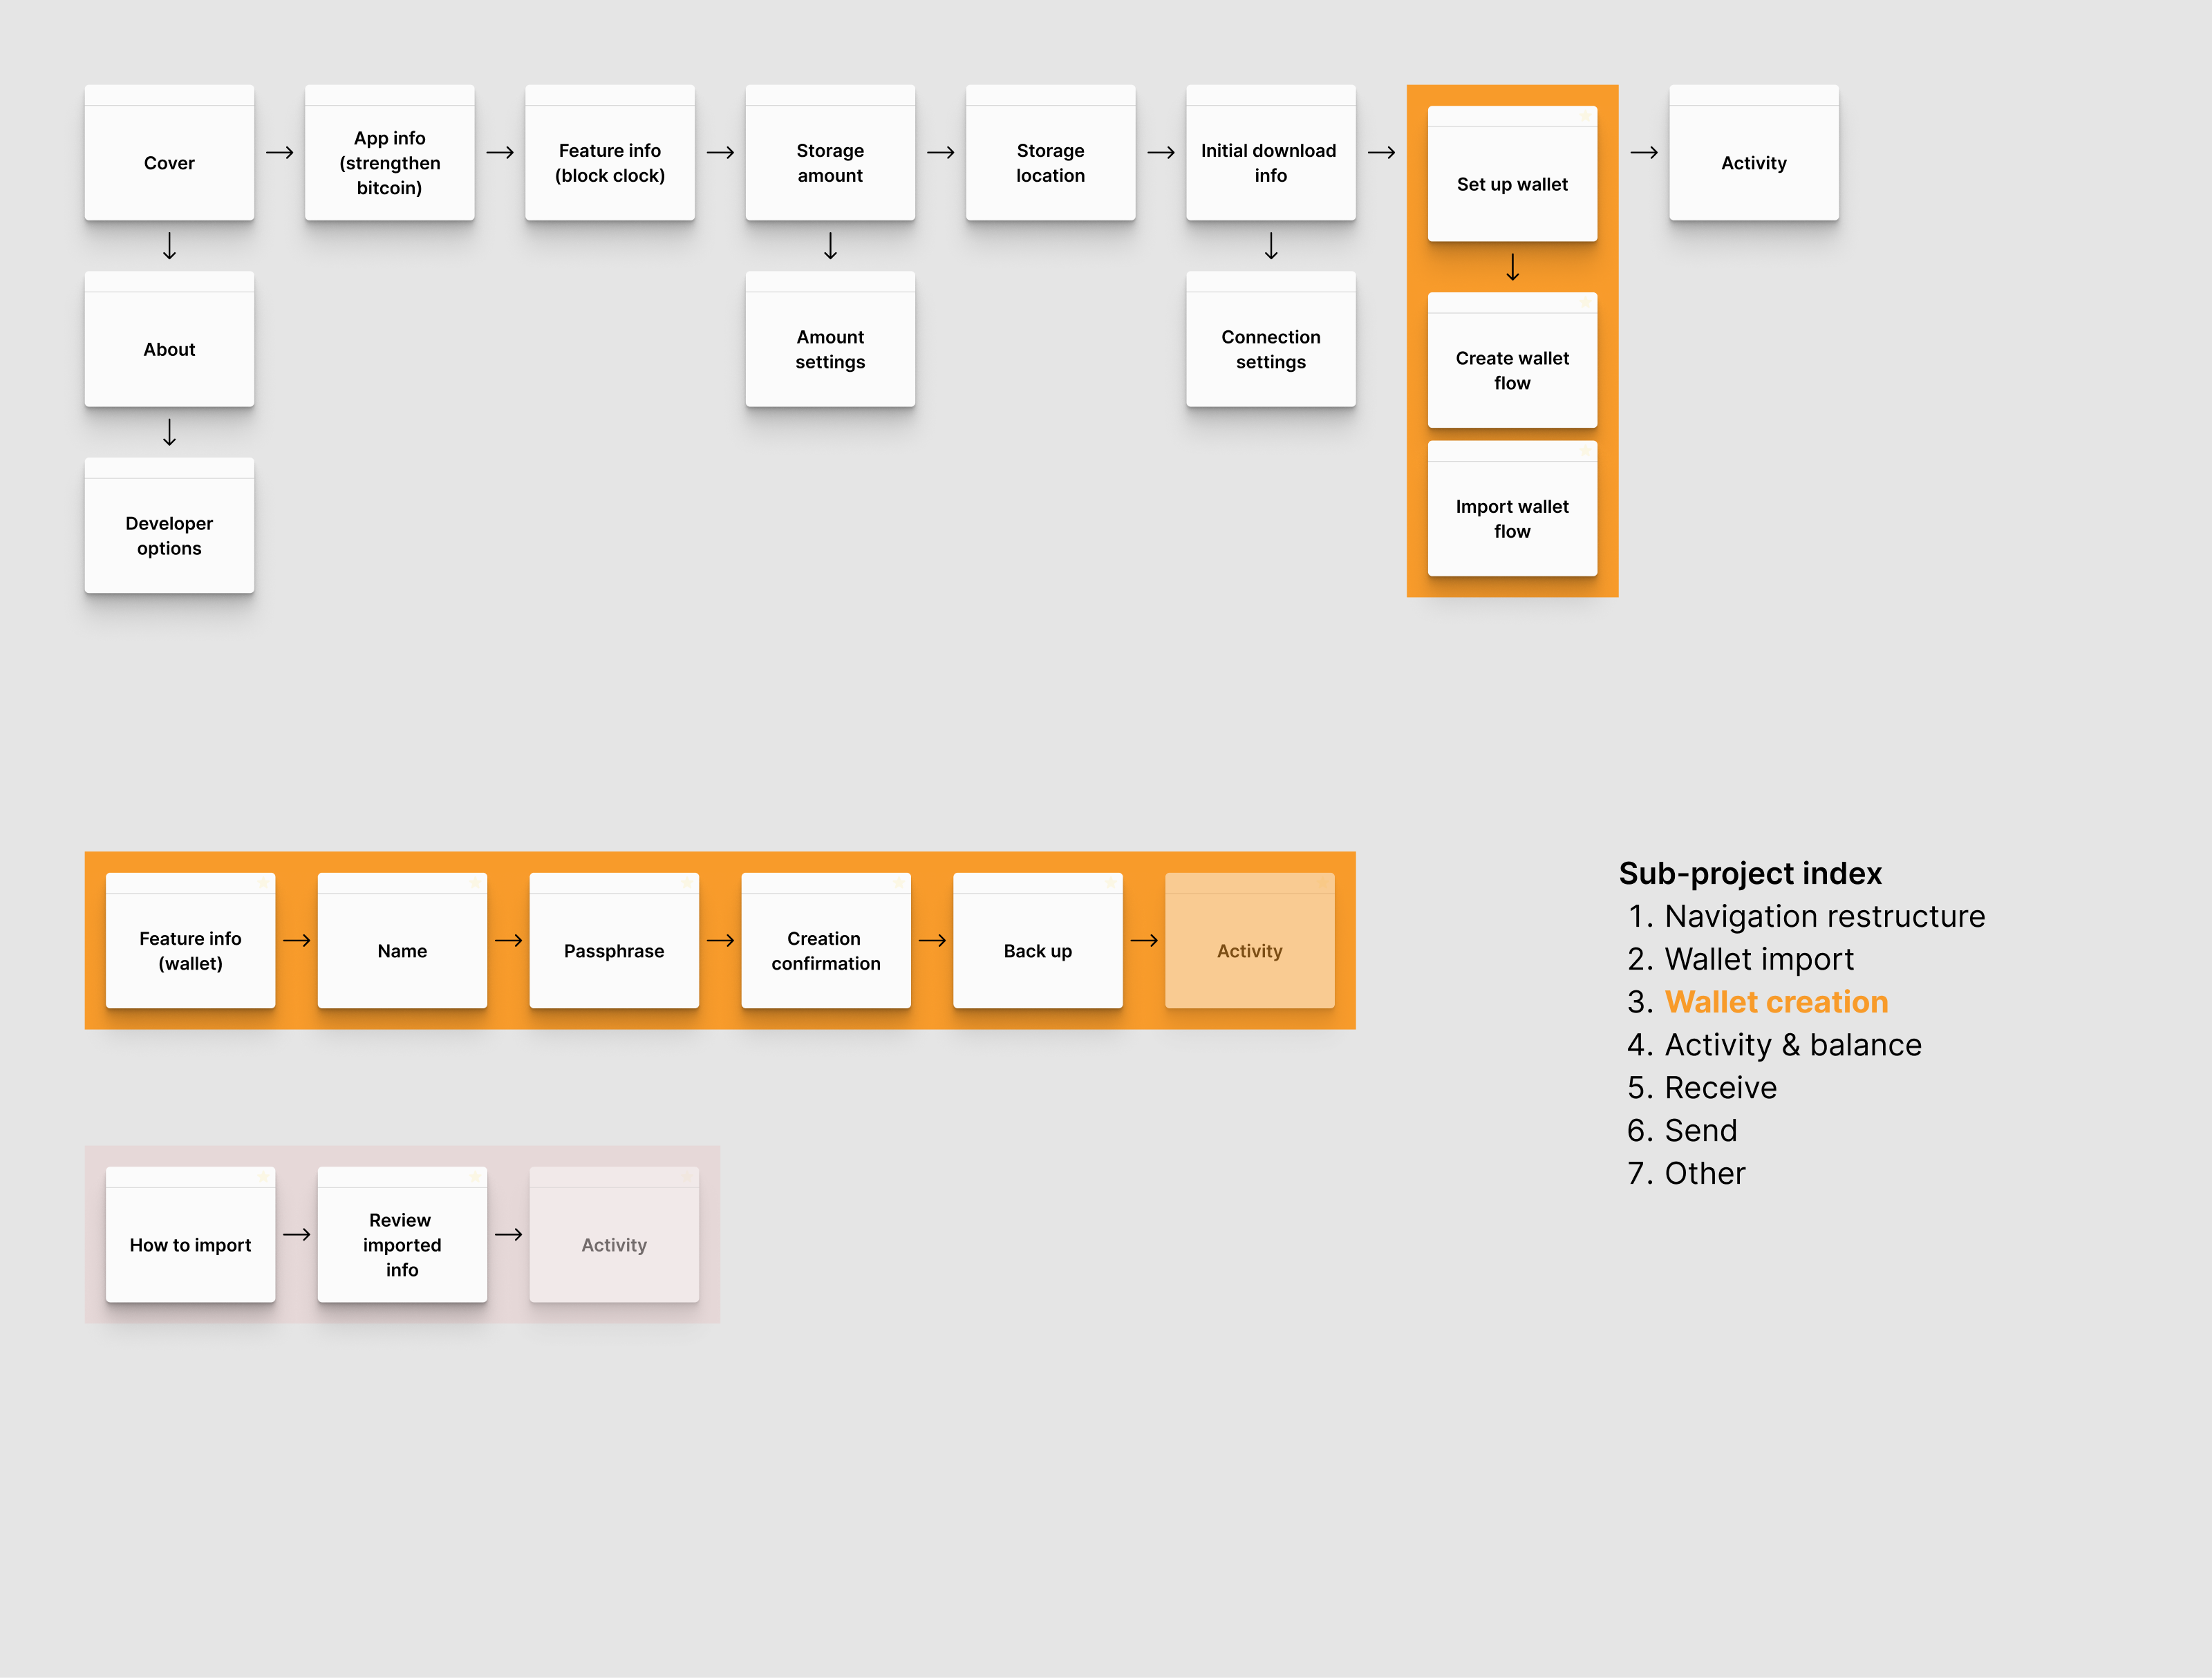 Cover
App info
(strengthen
bitcoin)
Feature info
(block clock)
Storage
amount
Storage
location
Initial download
info
Set up wallet
Activity
About
Amount
settings
Connection
settings
Create wallet
flow
Developer
options
Import wallet
flow
Feature info
(wallet)
Name
Passphrase
Creation
confirmation
Back up
Activity
How to import
Review
imported
info
Activity
Sub-project index
1. Navigation restructure
2. Wallet import
3. Wallet creation
4. Activity & balance
5. Receive
6. Send
7. Other